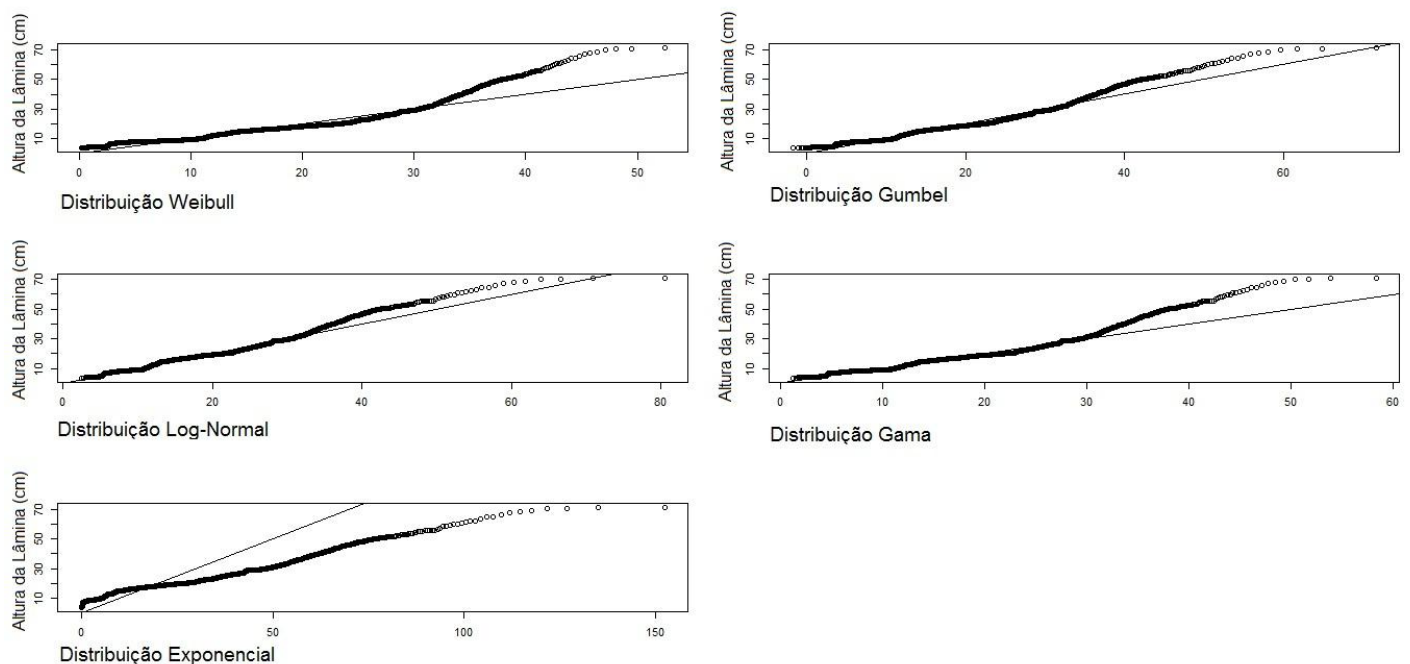 Altura da Lâmina (cm)
10 30 50 70
0 10 20 30 40 50
Distribuição Weibull
Altura da Lâmina (cm)
10 30 50 70
0 20 40 60
Distribuição Gumbel
Altura da Lâmina (cm)
10 30 50 70
0 20 40 60 80
Distribuição Log-Normal
Altura da Lâmina (cm)
10 30 50 70
0 10 20 30 40 50 60
Distribuição Gama
Altura da Lâmina (cm)
10 30 50 70
0 50 100 150
Distribuição Exponencial